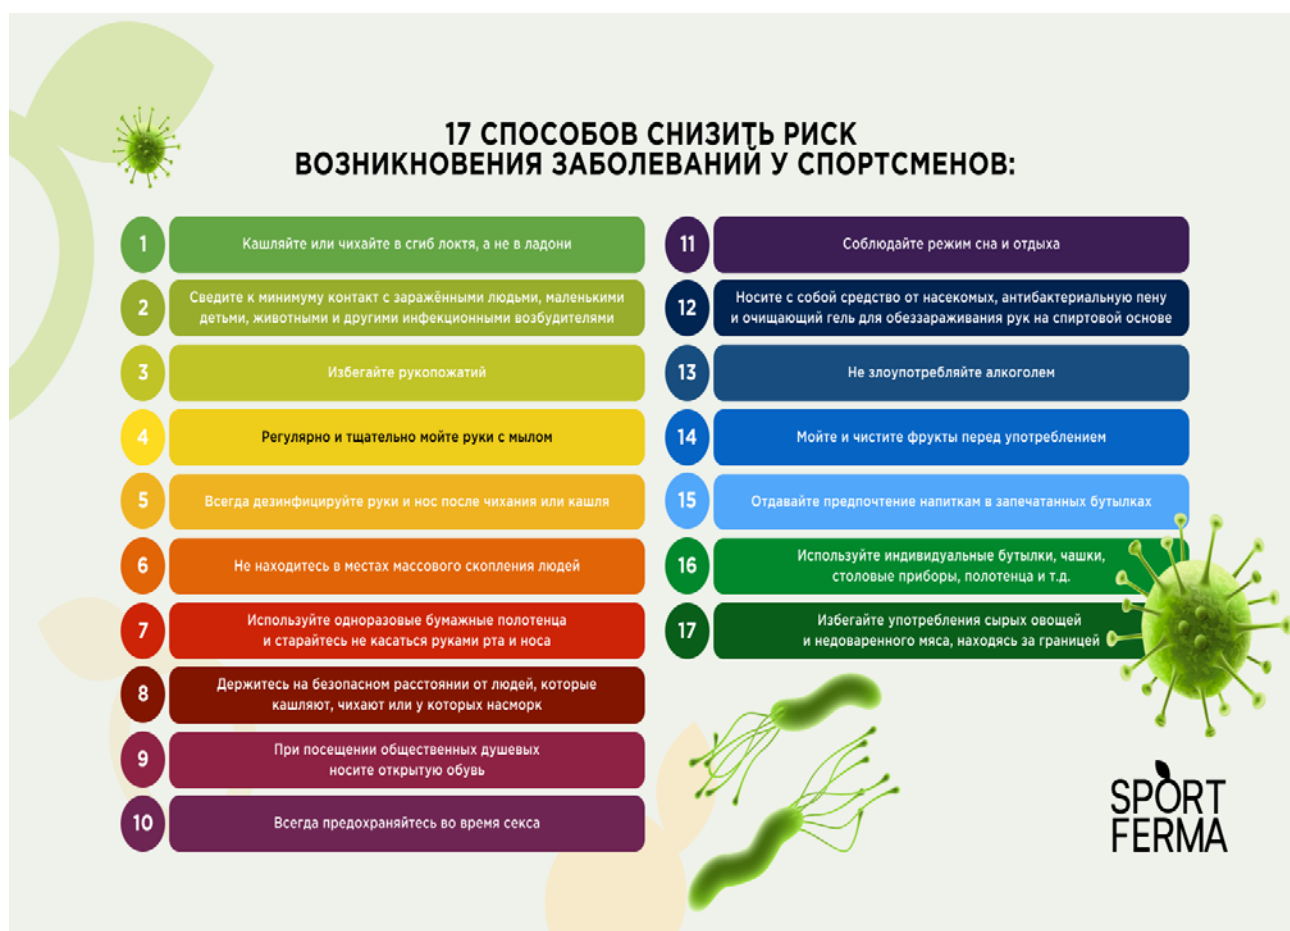 17 СПОСОБОВ СНИЗИТЬ РИСК
ВОЗНИКНОВЕНИЯ ЗАБОЛЕВАНИЙ У СПОРТСМЕНОВ:
1
Кашляйте или чихайте в сгиб локтя, а не в ладони
2
Сведите к минимуму контакт с заражёнными людьми, маленькими
детьми, животными и другими инфекционными возбудителями
3
Избегайте рукопожатий
4
Регулярно и тщательно мойте руки с мылом
5
Всегда дезинфицируйте руки и нос после чихания или кашля
6
Не находитесь в местах массового скопления людей
7
Используйте одноразовые бумажные полотенца
и старайтесь не касаться руками рта и носа
8
Держитесь на безопасном расстоянии от людей, которые
кашляют, чихают или у которых насморк
9
При посещении общественных душевых
носите открытую обувь
10
Всегда предохраняйтесь во время секса
11
Соблюдайте режим сна и отдыха
12
Носите с собой средство от насекомых, антибактериальную пену
и очищающий гель для обеззараживания рук на спиртовой основе
13
Не злоупотребляйте алкоголем
14
Мойте и чистите фрукты перед употреблением
15
Отдавайте предпочтение напиткам в запечатанных бутылках
16
Используйте индивидуальные бутылки, чашки,
столовые приборы, полотенца и т.д.
17
Избегайте употребления сырых овощей
и недоваренного мяса, находясь за границей
SPORT
FERMA